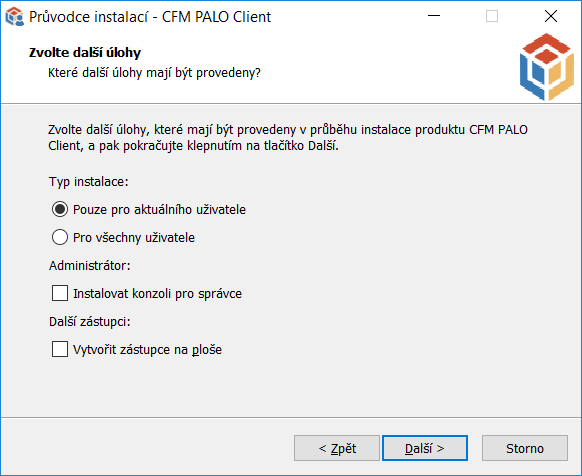 Průvodce instalací - CFM PALO Client
Zvolte další úlohy
Které další úlohy mají být provedeny?
Zvolte další úlohy, které mají být provedeny v průběhu instalace produktu CFM PALO
Client, a pak pokračujte klepnutím na tlačítko Další.
Typ instalace:
Pouze pro aktuálního uživatele
Pro všechny uživatele
Administrátor:
Instalovat konzoli pro správce
Další zástupci:
Vytvořit zástupce na ploše
< Zpět
Další >
Storno